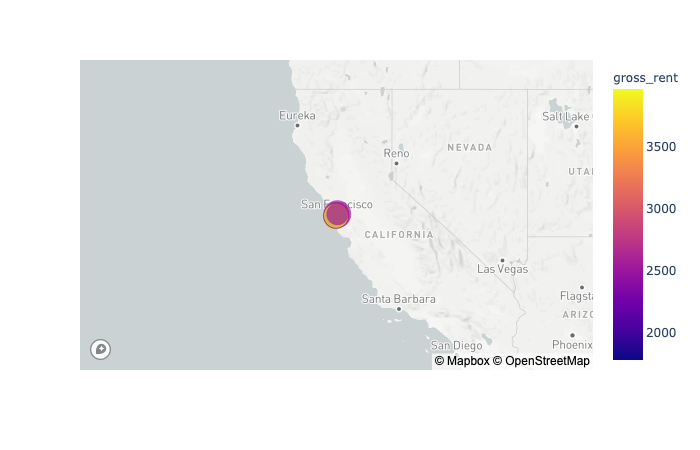 gross_rent
Eureka
Salt Lake
Reno
NEVADA
UTA
3500
San Francisco
3000
CALIFORNIA
Las Vegas
2500
Flagsta
Santa Barbara
ARIZO
2000
San Diego
Phoenix
© Mapbox © OpenStreetMap